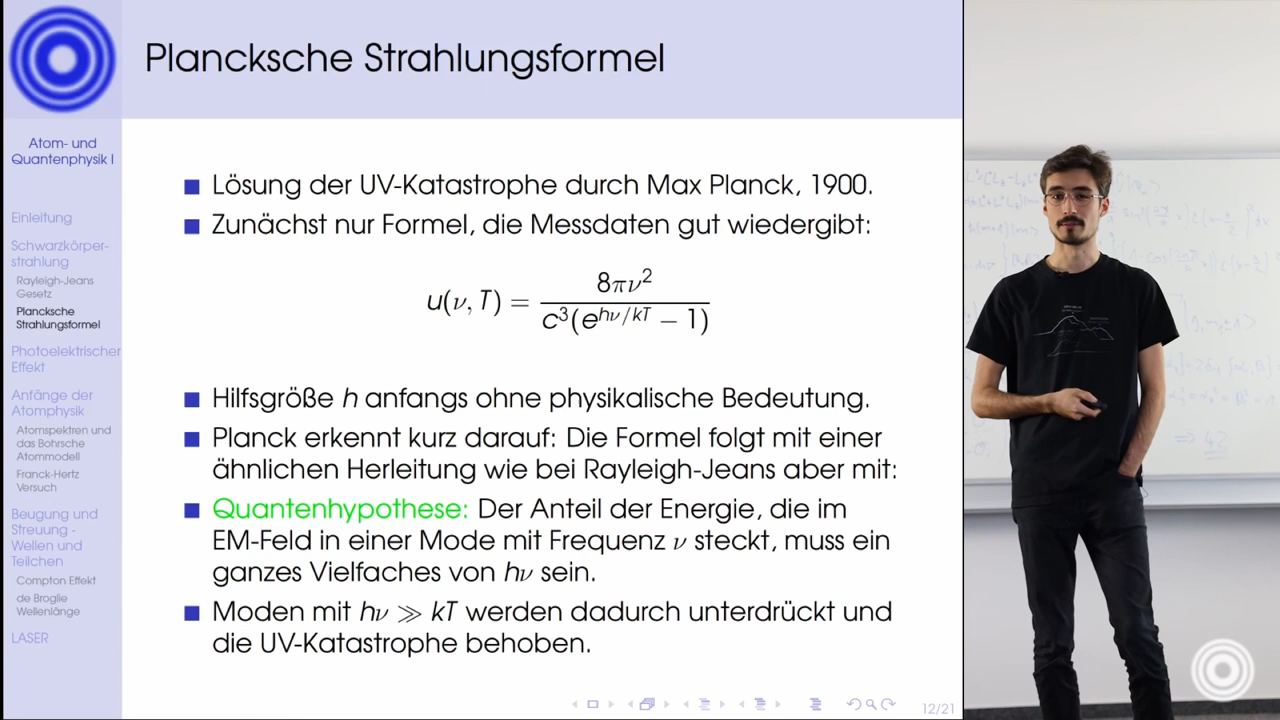 Plancksche Strahlungsformel
Atom- und
Quantenphysik I
Einleitung
Schwarzkörper-
strahlung
Rayleigh-Jeans
Gesetz
Plancksche
Strahlungsformel
Photoelektrischer
Effekt
Anfänge der
Atomphysik
Atomspektren und
das Bohrsche
Atommodell
Franck-Hertz
Versuch
Beugung und
Streuung -
Wellen und
Teilchen
Compton Effekt
de Broglie
Wellenlänge
LASER
Lösung der UV-Katastrophe durch Max Planck, 1900.
Zunächst nur Formel, die Messdaten gut wiedergibt:
u(ν, T) = 8πν² / c³(e^{hν/kT} − 1)
Hilfsgröße h anfangs ohne physikalische Bedeutung.
Planck erkennt kurz darauf: Die Formel folgt mit einer
ähnlichen Herleitung wie bei Rayleigh-Jeans aber mit:
Quantenhypothese: Der Anteil der Energie, die im
EM-Feld in einer Mode mit Frequenz ν steckt, muss ein
ganzes Vielfaches von hν sein.
Moden mit hν ≫ kT werden dadurch unterdrückt und
die UV-Katastrophe behoben.
12/21
⇒ 42